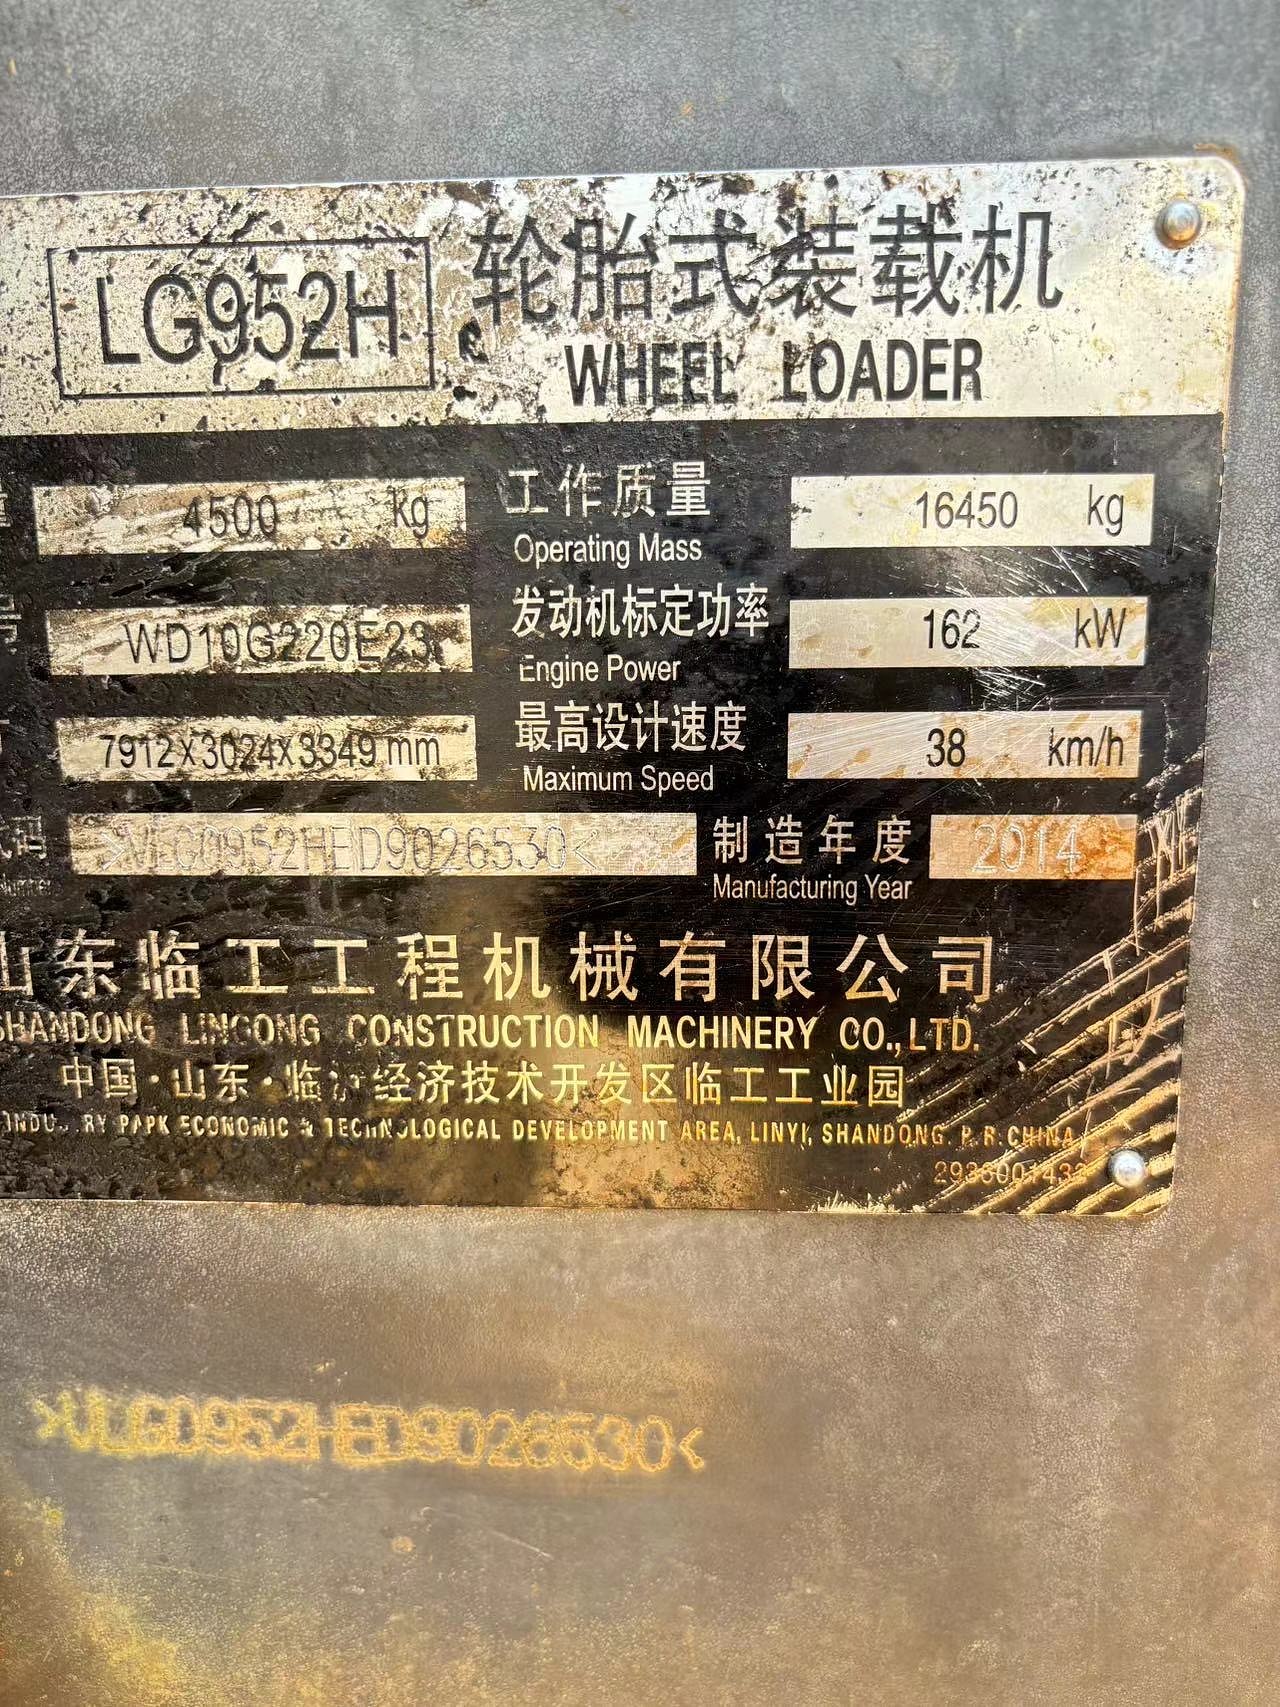 LG952H 轮胎式装载机
WHEEL LOADER
4500 kg 工作质量 16450 kg
Operating Mass
WD10G220E23 发动机标定功率 162 kW
Engine Power
7912x3024x3349 mm 最高设计速度 38 km/h
Maximum Speed
码 >VLG0952HED9026530< 制造年度 2014
Manufacturing Year
山东临工工程机械有限公司
SHANDONG LINGONG CONSTRUCTION MACHINERY CO.,LTD.
中国·山东·临沂经济技术开发区临工工业园
INDUSTRY PARK ECONOMIC & TECHNOLOGICAL DEVELOPMENT AREA, LINYI, SHANDONG, P. R. CHINA
>VLG0952HED9026530<